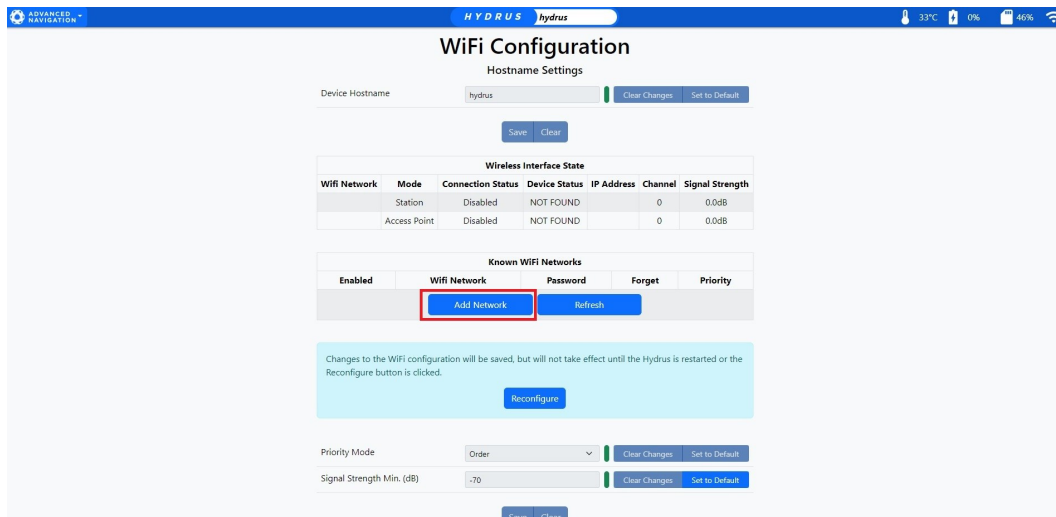 ADVANCED NAVIGATION HYDRUS hydrus 33°C 0% 46%
WiFi Configuration
Hostname Settings
Device Hostname hydrus Clear Changes Set to Default
Save Clear
Wireless Interface State
Wifi Network Mode Connection Status Device Status IP Address Channel Signal Strength
Station Disabled NOT FOUND 0 0.0dB
Access Point Disabled NOT FOUND 0 0.0dB
Known WiFi Networks
Enabled Wifi Network Password Forget Priority
Add Network Refresh
Changes to the WiFi configuration will be saved, but will not take effect until the Hydrus is restarted or the
Reconfigure button is clicked.
Reconfigure
Priority Mode Order Clear Changes Set to Default
Signal Strength Min. (dB) -70 Clear Changes Set to Default
Save Clear